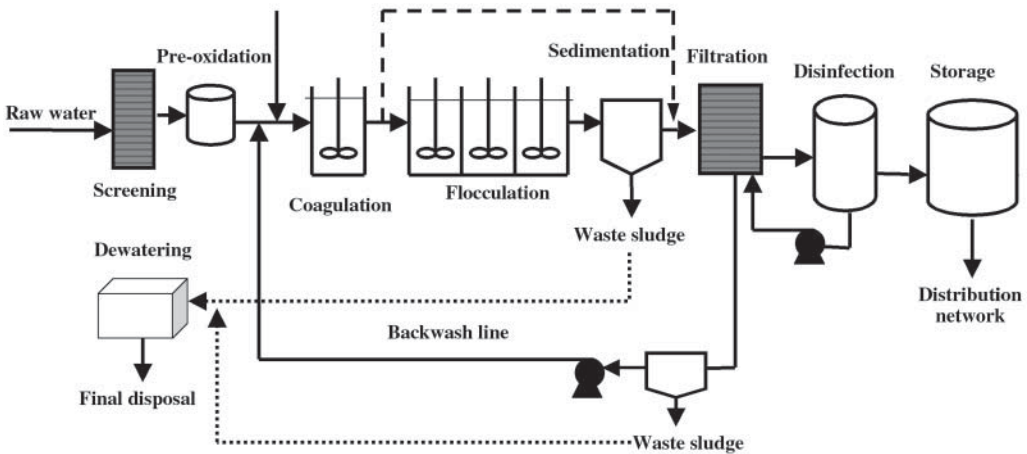 Pre-oxidation
Sedimentation
Filtration
Disinfection
Storage
Raw water
Screening
Coagulation
Flocculation
Waste sludge
Dewatering
Distribution
network
Backwash line
Final disposal
Waste sludge